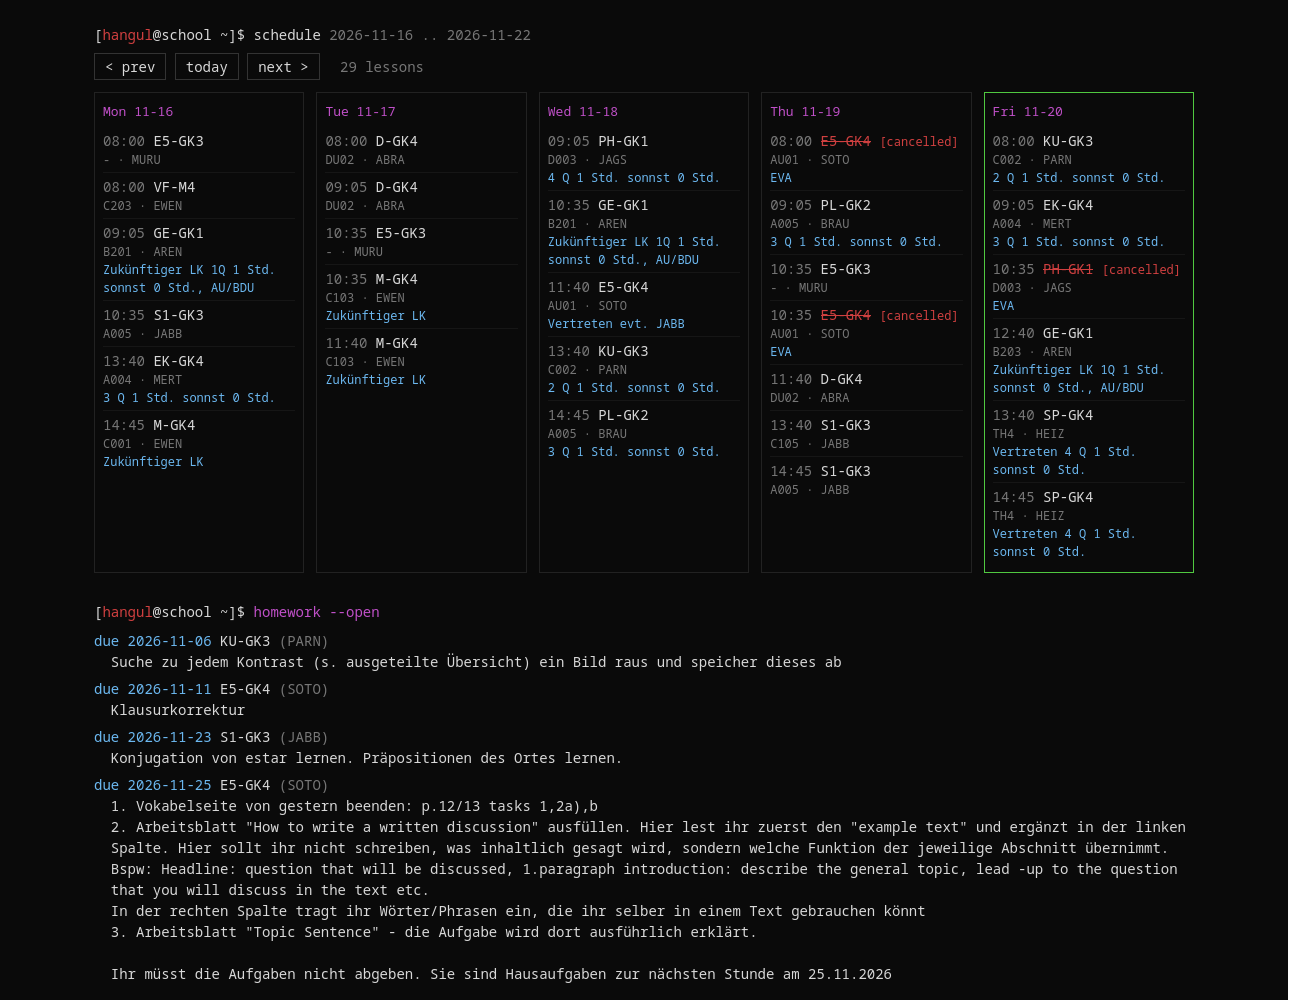 [hangul@school ~]$ schedule 2026-11-16 .. 2026-11-22
< prev today next > 29 lessons
Mon 11-16
08:00 E5-GK3
- · MURU
08:00 VF-M4
C203 · EWEN
09:05 GE-GK1
B201 · AREN
Zukünftiger LK 1Q 1 Std.
sonnst 0 Std., AU/BDU
10:35 S1-GK3
A005 · JABB
13:40 EK-GK4
A004 · MERT
3 Q 1 Std. sonnst 0 Std.
14:45 M-GK4
C001 · EWEN
Zukünftiger LK
Tue 11-17
08:00 D-GK4
DU02 · ABRA
09:05 D-GK4
DU02 · ABRA
10:35 E5-GK3
- · MURU
10:35 M-GK4
C103 · EWEN
Zukünftiger LK
11:40 M-GK4
C103 · EWEN
Zukünftiger LK
Wed 11-18
09:05 PH-GK1
D003 · JAGS
4 Q 1 Std. sonnst 0 Std.
10:35 GE-GK1
B201 · AREN
Zukünftiger LK 1Q 1 Std.
sonnst 0 Std., AU/BDU
11:40 E5-GK4
AU01 · SOTO
Vertreten evt. JABB
13:40 KU-GK3
C002 · PARN
2 Q 1 Std. sonnst 0 Std.
14:45 PL-GK2
A005 · BRAU
3 Q 1 Std. sonnst 0 Std.
Thu 11-19
08:00 E5-GK4 [cancelled]
AU01 · SOTO
EVA
09:05 PL-GK2
A005 · BRAU
3 Q 1 Std. sonnst 0 Std.
10:35 E5-GK3
- · MURU
10:35 E5-GK4 [cancelled]
AU01 · SOTO
EVA
11:40 D-GK4
DU02 · ABRA
13:40 S1-GK3
C105 · JABB
14:45 S1-GK3
A005 · JABB
Fri 11-20
08:00 KU-GK3
C002 · PARN
2 Q 1 Std. sonnst 0 Std.
09:05 EK-GK4
A004 · MERT
3 Q 1 Std. sonnst 0 Std.
10:35 PH-GK1 [cancelled]
D003 · JAGS
EVA
12:40 GE-GK1
B203 · AREN
Zukünftiger LK 1Q 1 Std.
sonnst 0 Std., AU/BDU
13:40 SP-GK4
TH4 · HEIZ
Vertreten 4 Q 1 Std.
sonnst 0 Std.
14:45 SP-GK4
TH4 · HEIZ
Vertreten 4 Q 1 Std.
sonnst 0 Std.
[hangul@school ~]$ homework --open
due 2026-11-06 KU-GK3 (PARN)
Suche zu jedem Kontrast (s. ausgeteilte Übersicht) ein Bild raus und speicher dieses ab
due 2026-11-11 E5-GK4 (SOTO)
Klausurkorrektur
due 2026-11-23 S1-GK3 (JABB)
Konjugation von estar lernen. Präpositionen des Ortes lernen.
due 2026-11-25 E5-GK4 (SOTO)
1. Vokabelseite von gestern beenden: p.12/13 tasks 1,2a),b
2. Arbeitsblatt "How to write a written discussion" ausfüllen. Hier lest ihr zuerst den "example text" und ergänzt in der linken
Spalte. Hier sollt ihr nicht schreiben, was inhaltlich gesagt wird, sondern welche Funktion der jeweilige Abschnitt übernimmt.
Bspw: Headline: question that will be discussed, 1.paragraph introduction: describe the general topic, lead -up to the question
that you will discuss in the text etc.
In der rechten Spalte tragt ihr Wörter/Phrasen ein, die ihr selber in einem Text gebrauchen könnt
3. Arbeitsblatt "Topic Sentence" - die Aufgabe wird dort ausführlich erklärt.
Ihr müsst die Aufgaben nicht abgeben. Sie sind Hausaufgaben zur nächsten Stunde am 25.11.2026